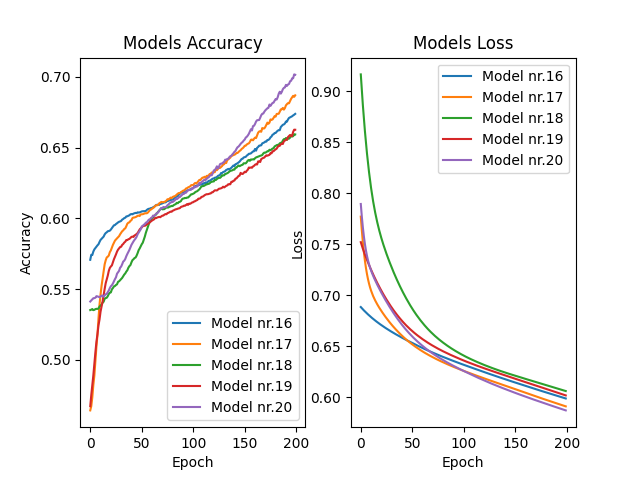 Models Accuracy
Accuracy
0.70
0.65
0.60
0.55
0.50
0
50
100
150
200
Epoch
Model nr.16
Model nr.17
Model nr.18
Model nr.19
Model nr.20
Models Loss
Loss
0.90
0.85
0.80
0.75
0.70
0.65
0.60
0
50
100
150
200
Epoch
Model nr.16
Model nr.17
Model nr.18
Model nr.19
Model nr.20